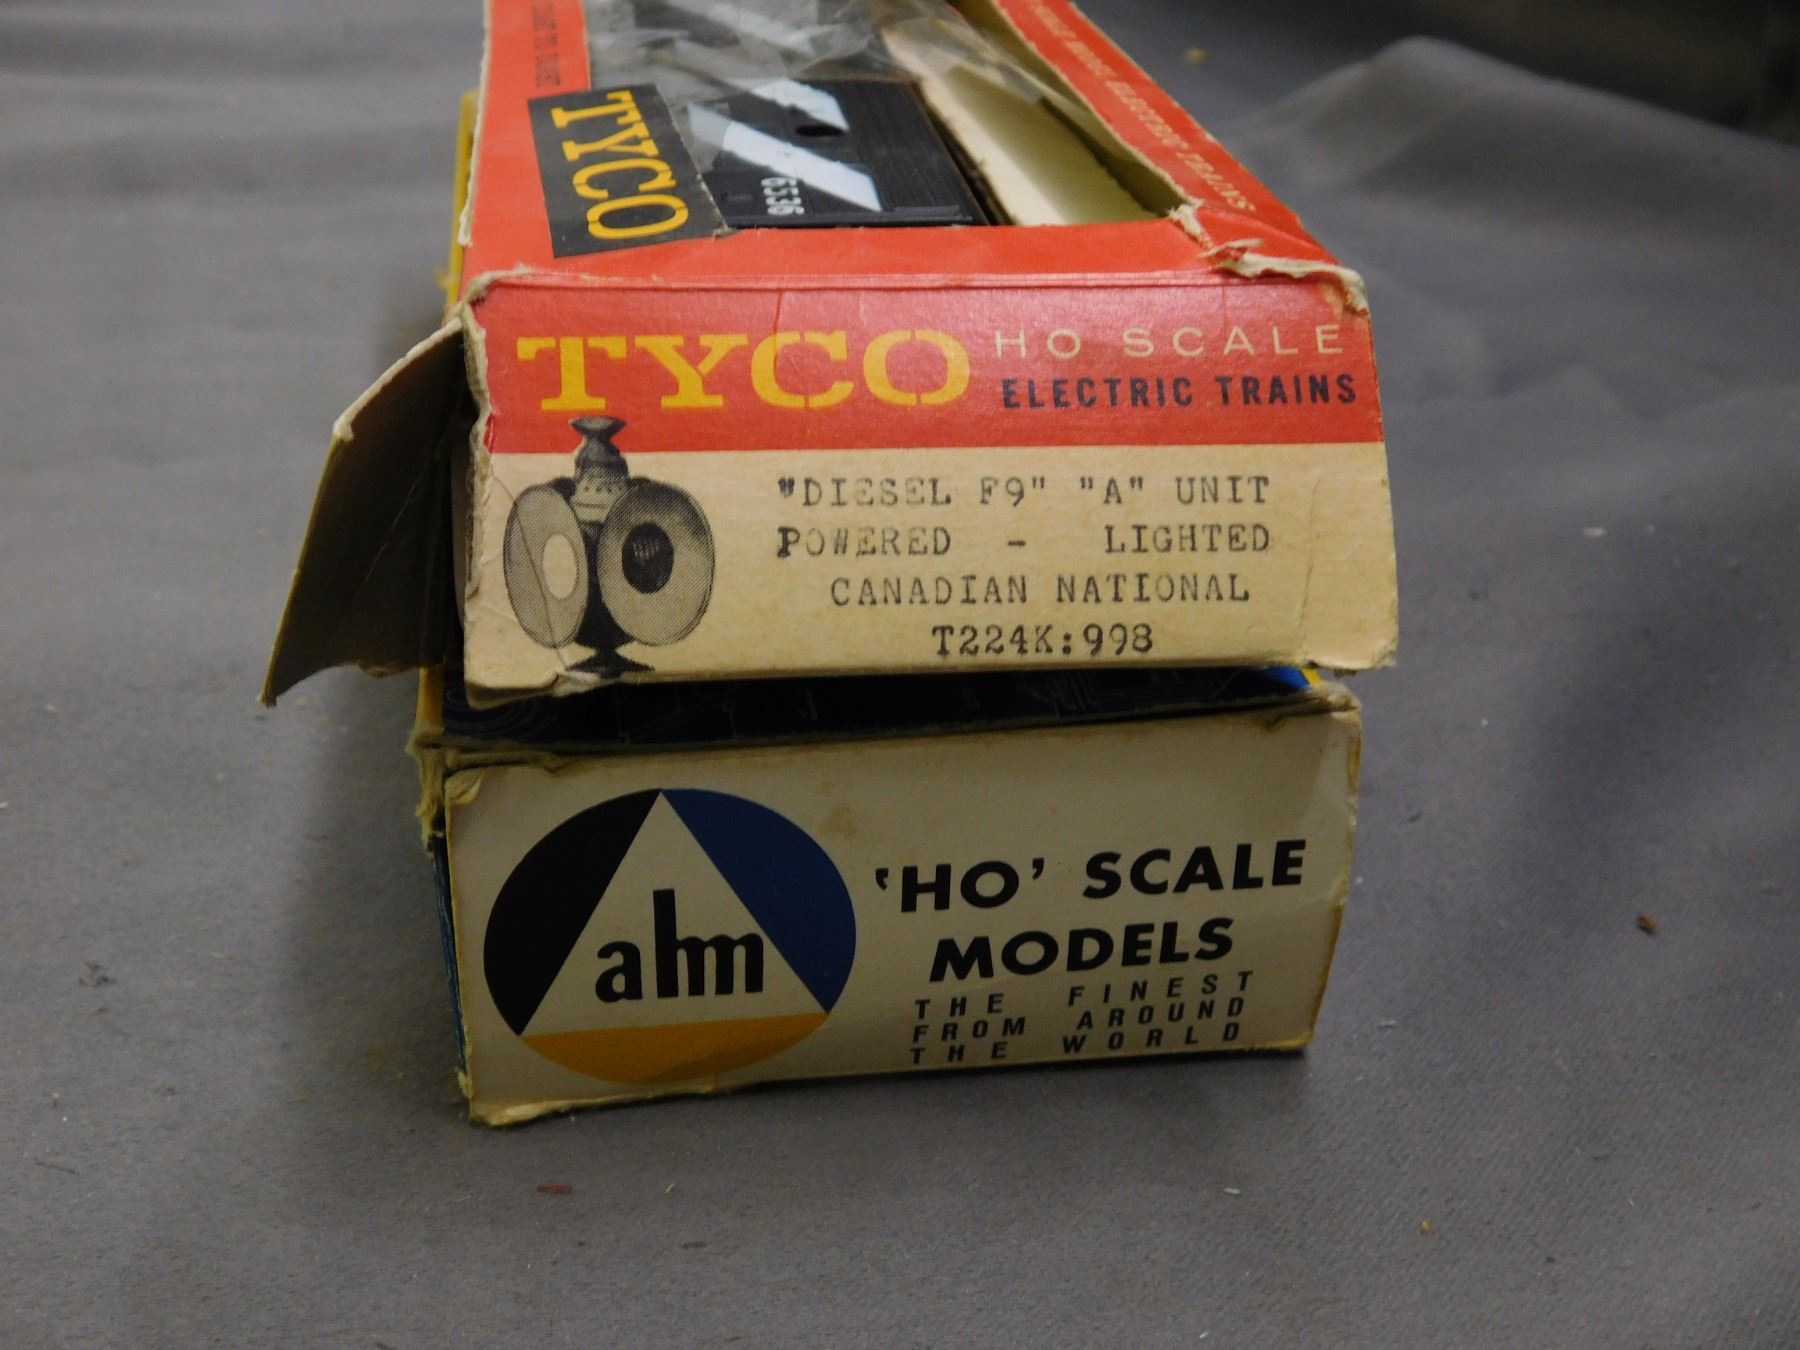 TYCO
6536
TYCO HO SCALE
ELECTRIC TRAINS
"DIESEL F9" "A" UNIT
POWERED - LIGHTED
CANADIAN NATIONAL
T224K:998
ahm
'HO' SCALE
MODELS
THE FINEST
FROM AROUND
THE WORLD